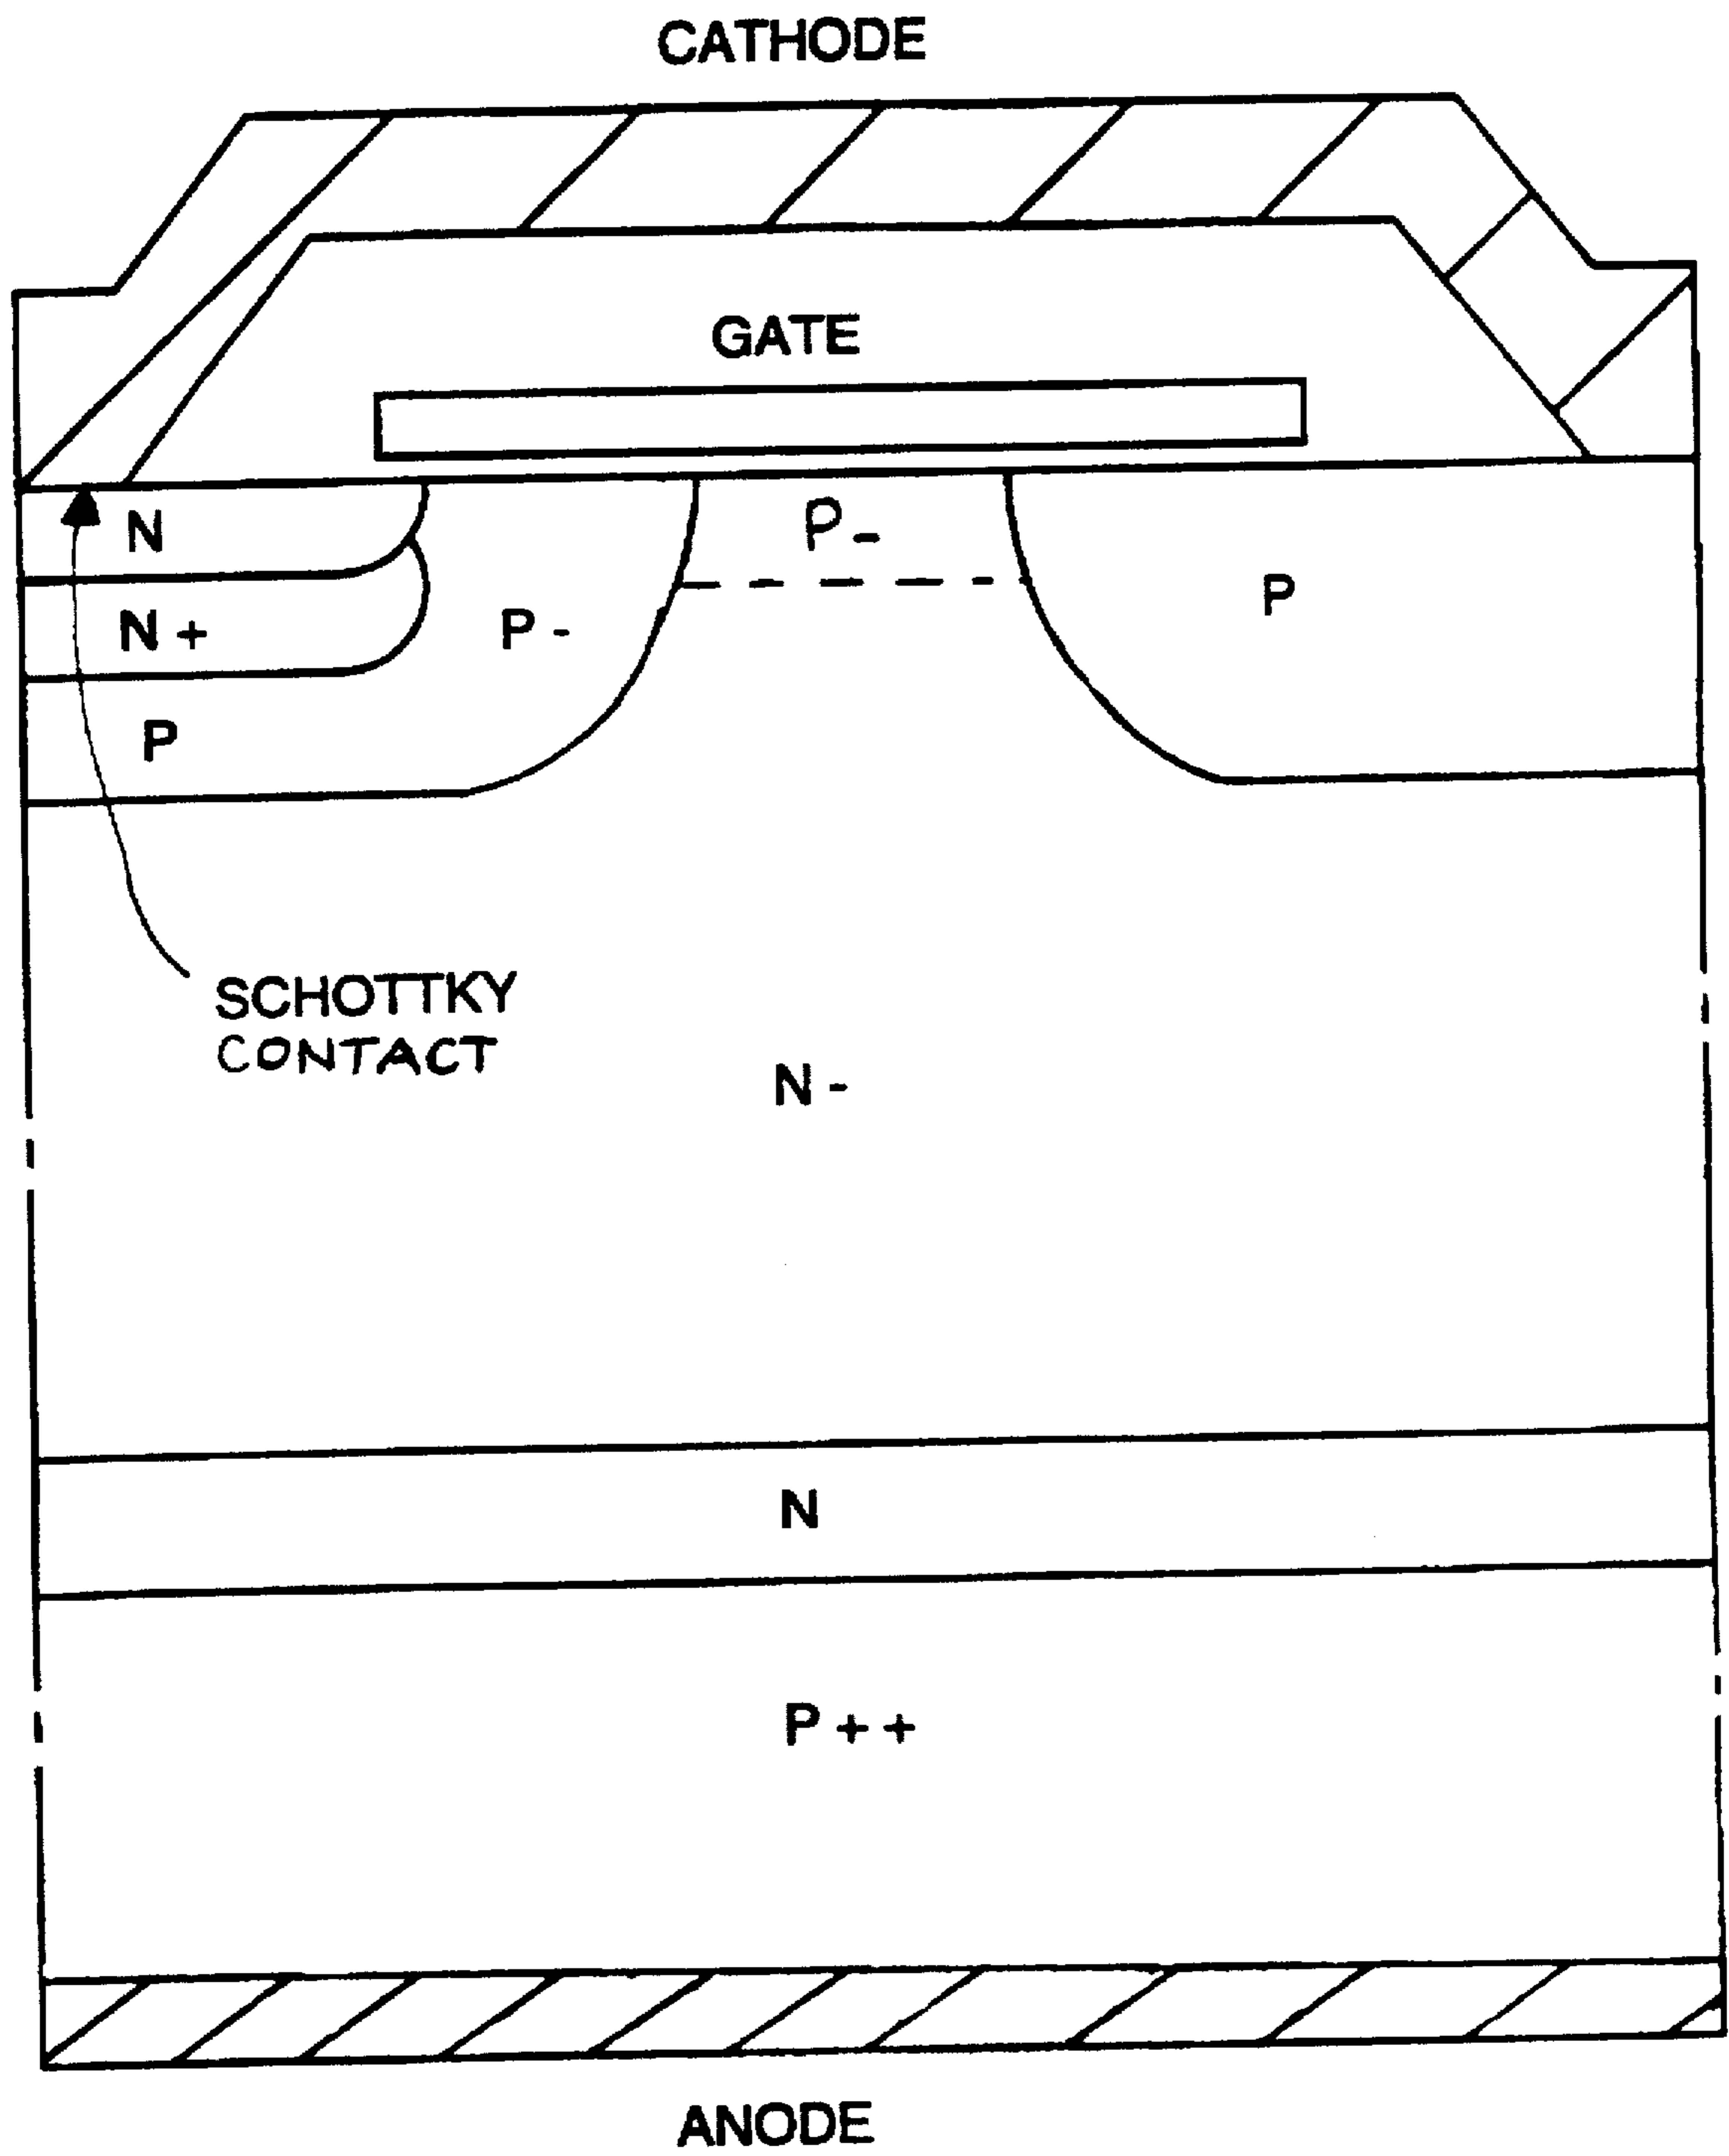 CATHODE
GATE
N
P-
P
N+
P-
P
SCHOTTKY
CONTACT
N-
N
P++
ANODE